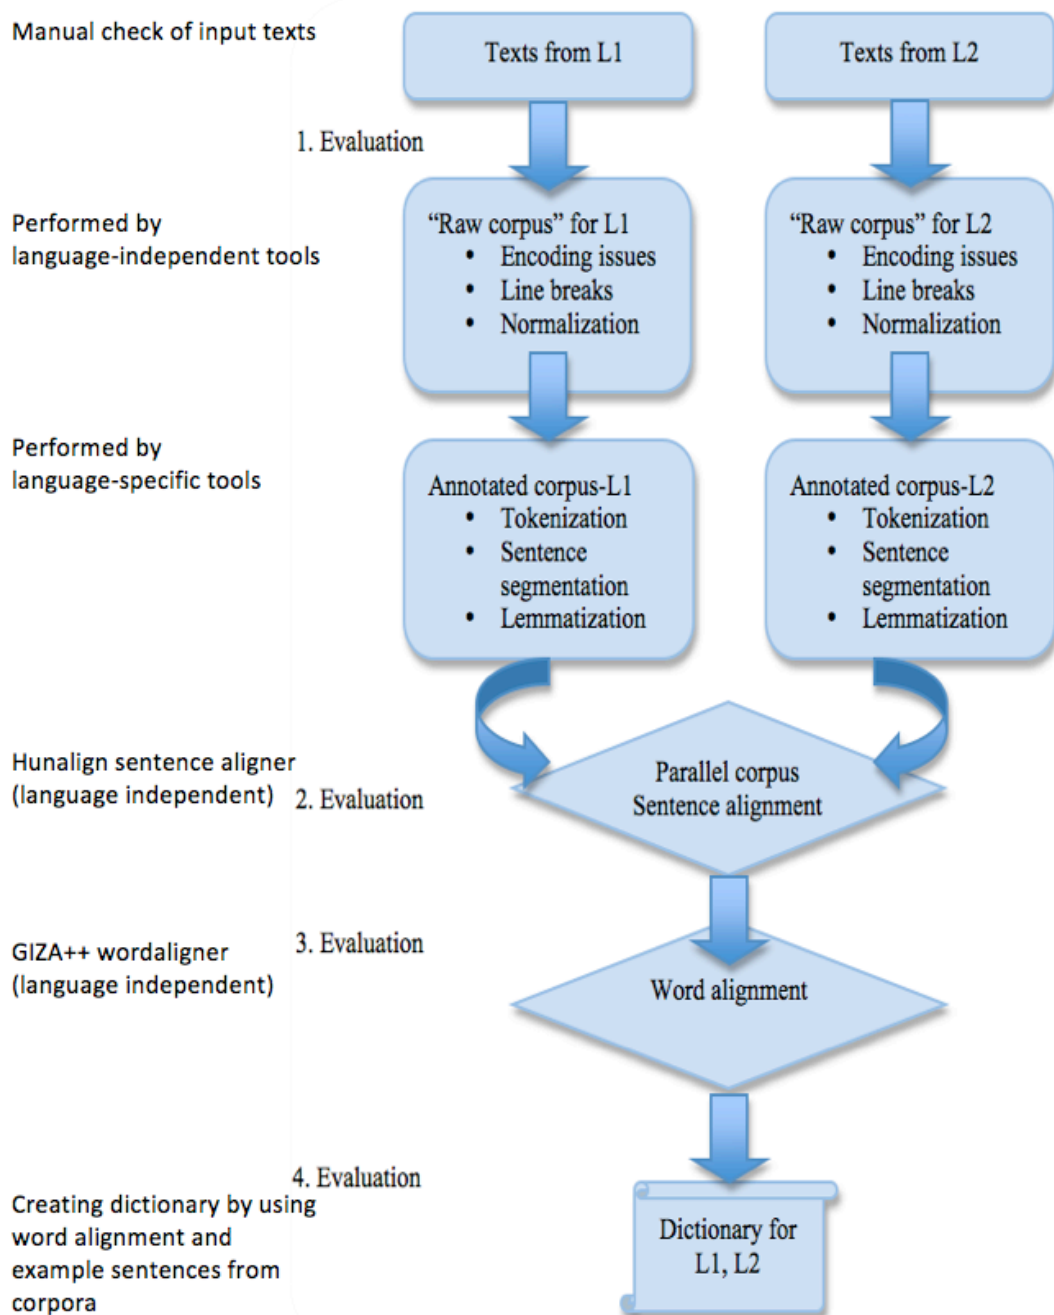 Manual check of input texts
Texts from L1
Texts from L2
1. Evaluation
Performed by
language-independent tools
“Raw corpus” for L1
• Encoding issues
• Line breaks
• Normalization
“Raw corpus” for L2
• Encoding issues
• Line breaks
• Normalization
Performed by
language-specific tools
Annotated corpus-L1
• Tokenization
• Sentence
segmentation
• Lemmatization
Annotated corpus-L2
• Tokenization
• Sentence
segmentation
• Lemmatization
Hunalign sentence aligner
(language independent)
2. Evaluation
Parallel corpus
Sentence alignment
GIZA++ wordaligner
(language independent)
3. Evaluation
Word alignment
4. Evaluation
Creating dictionary by using
word alignment and
example sentences from
corpora
Dictionary for
L1, L2